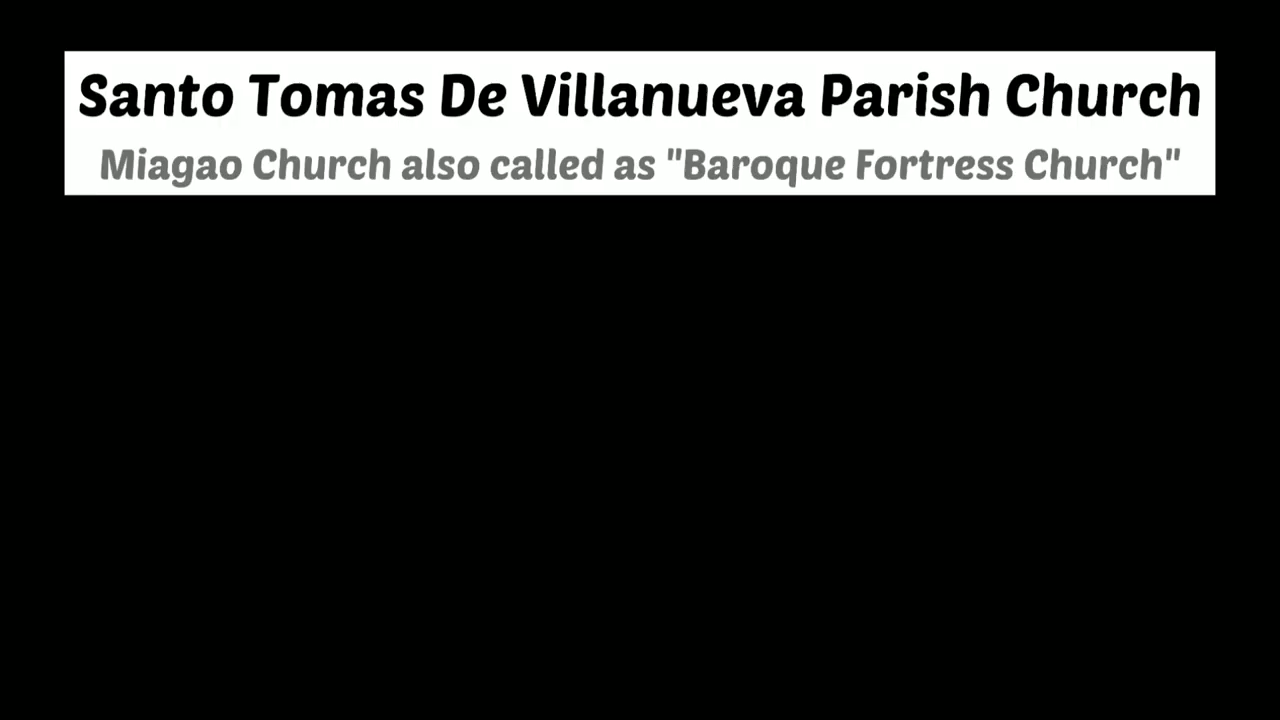 Santo Tomas De Villanueva Parish Church
Miagao Church also called as "Baroque Fortress Church"